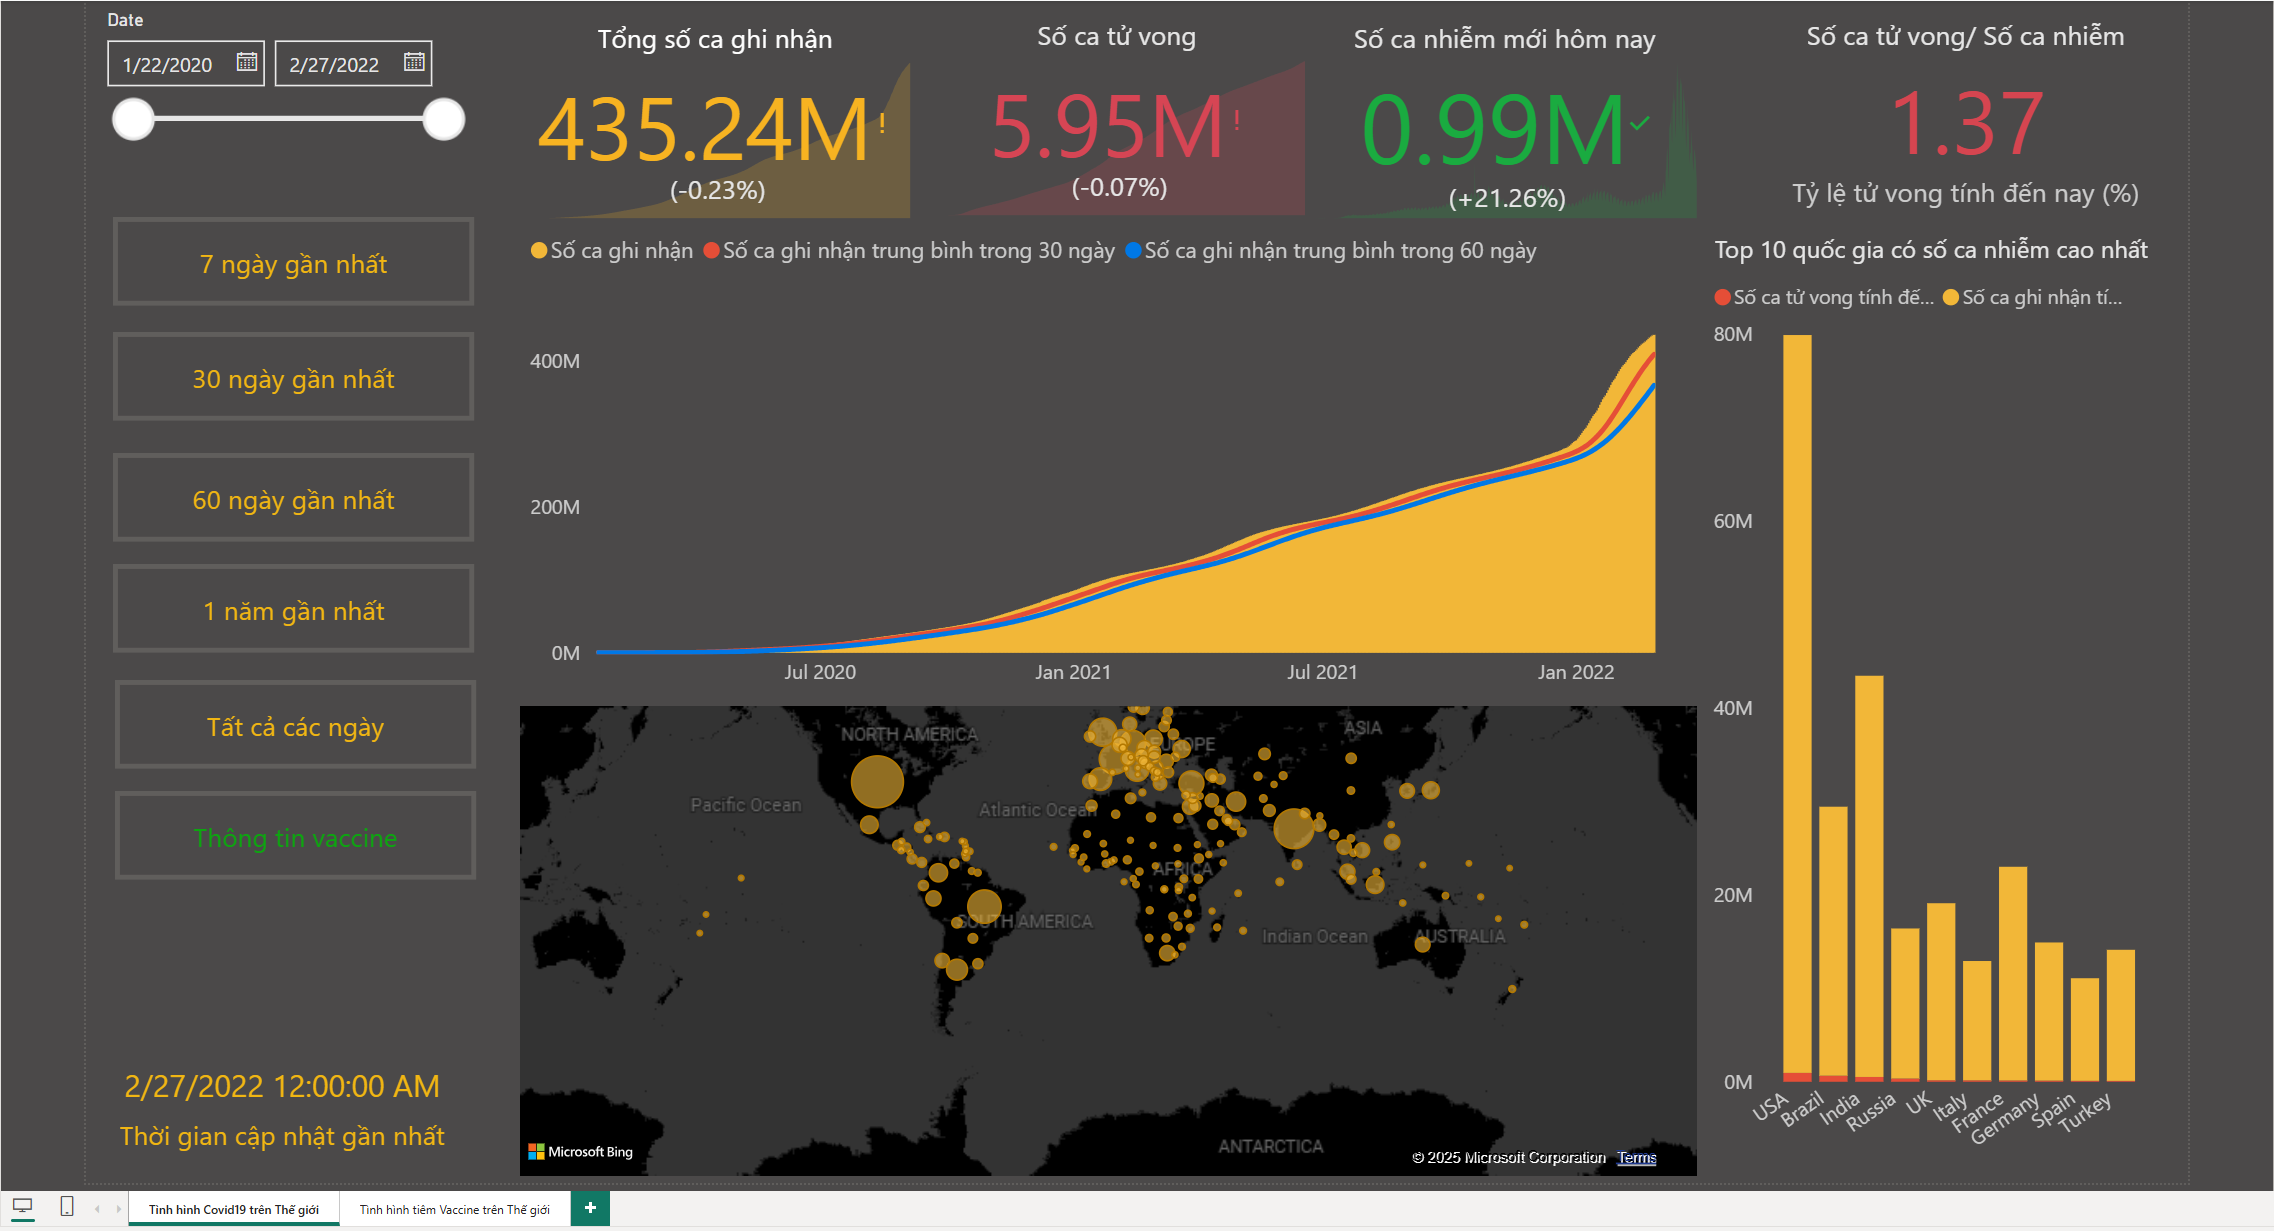 Date
1/22/2020
2/27/2022
7 ngày gần nhất
30 ngày gần nhất
60 ngày gần nhất
1 năm gần nhất
Tất cả các ngày
Thông tin vaccine
2/27/2022 12:00:00 AM
Thời gian cập nhật gần nhất
Tổng số ca ghi nhận
435.24M!
(-0.23%)
Số ca tử vong
5.95M!
(-0.07%)
Số ca nhiễm mới hôm nay
0.99M
(+21.26%)
Số ca tử vong/ Số ca nhiễm
1.37
Tỷ lệ tử vong tính đến nay (%)
Số ca ghi nhận Số ca ghi nhận trung bình trong 30 ngày Số ca ghi nhận trung bình trong 60 ngày
400M
200M
0M
Jul 2020 Jan 2021 Jul 2021 Jan 2022
NORTH AMERICA
EUROPE
ASIA
Pacific Ocean
Atlantic Ocean
AFRICA
SOUTH AMERICA
Indian Ocean
AUSTRALIA
ANTARCTICA
Microsoft Bing
© 2025 Microsoft Corporation Terms
Top 10 quốc gia có số ca nhiễm cao nhất
Số ca tử vong tính đế... Số ca ghi nhận tí...
80M
60M
40M
20M
0M
USA Brazil India Russia UK Italy France Germany Spain Turkey
Tình hình Covid19 trên Thế giới
Tình hình tiêm Vaccine trên Thế giới
+